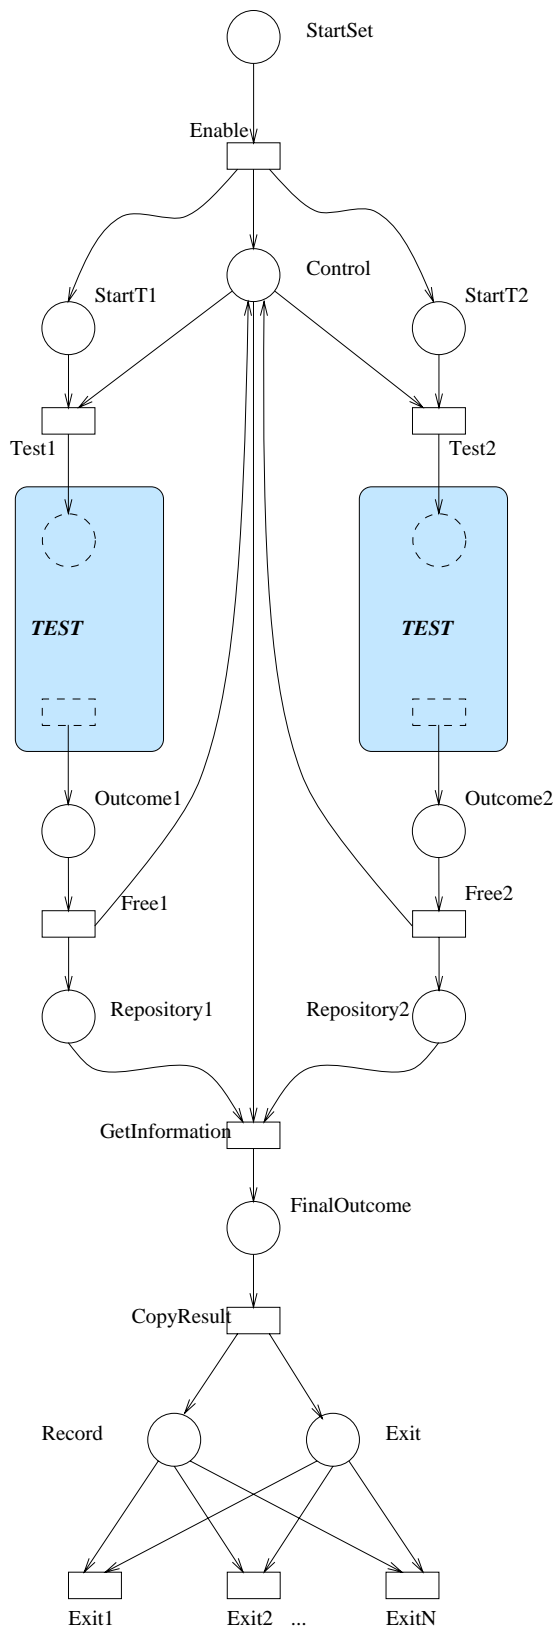 StartSet
Enable
Control
StartT1
StartT2
Test1
Test2
TEST
TEST
Outcome1
Outcome2
Free1
Free2
Repository1
Repository2
GetInformation
FinalOutcome
CopyResult
Record
Exit
Exit1
Exit2
...
ExitN